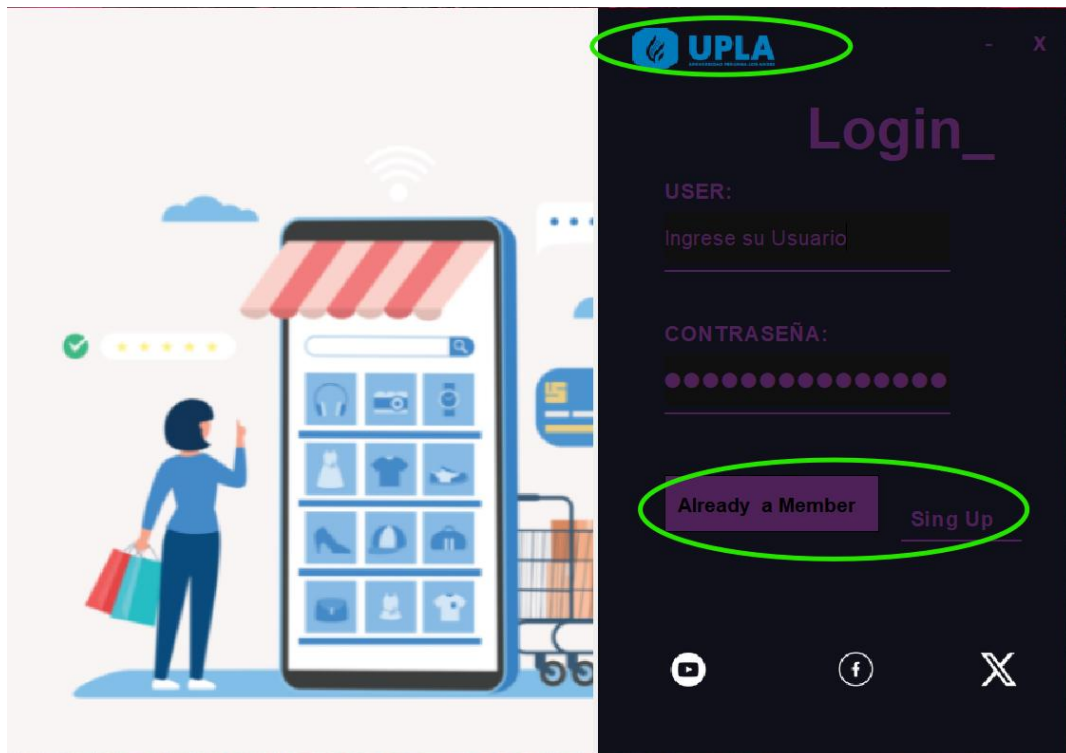 UPLA
- X
Login_
USER:
Ingrese su Usuario
CONTRASEÑA:
Already a Member
Sing Up